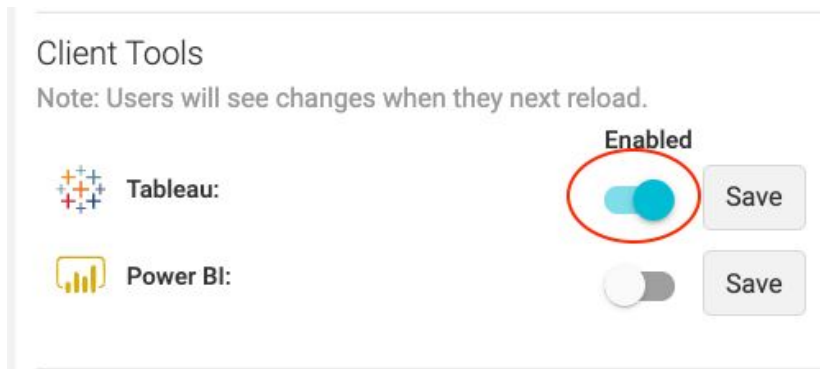 Client Tools
Note: Users will see changes when they next reload.
Enabled
Tableau: Save
Power BI: Save